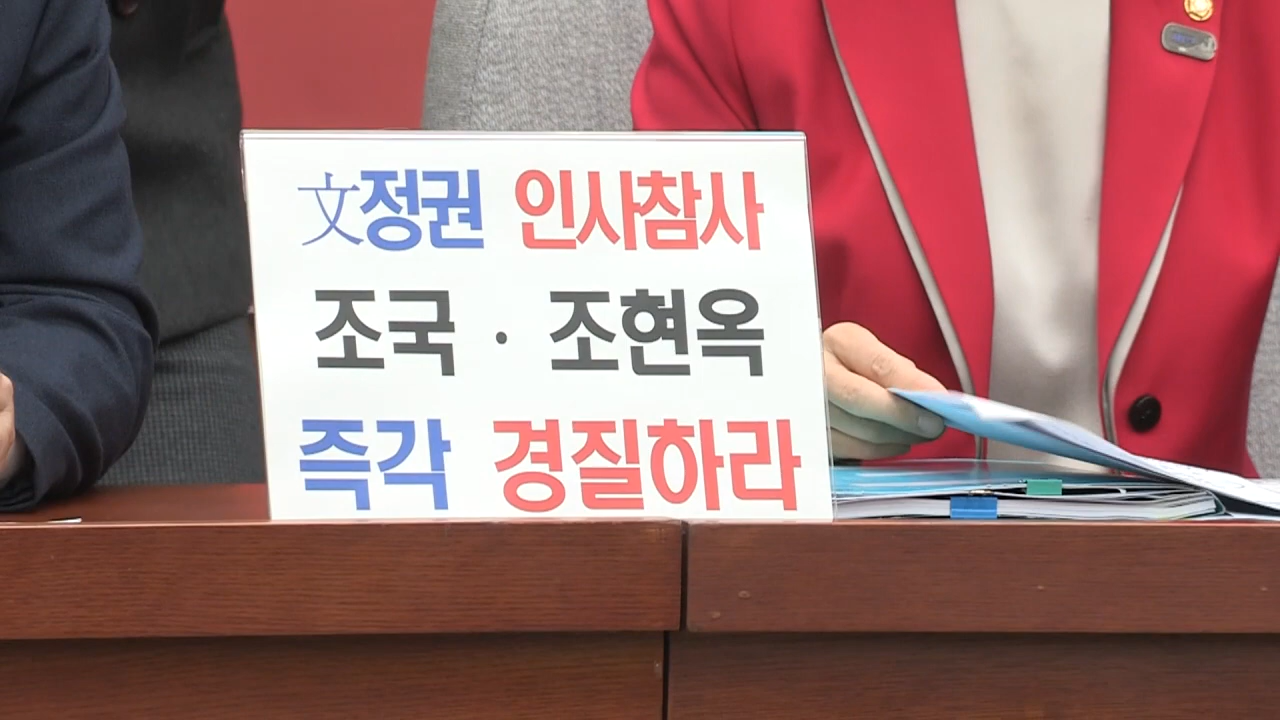 文정권 인사참사
조국 · 조현옥
즉각 경질하라